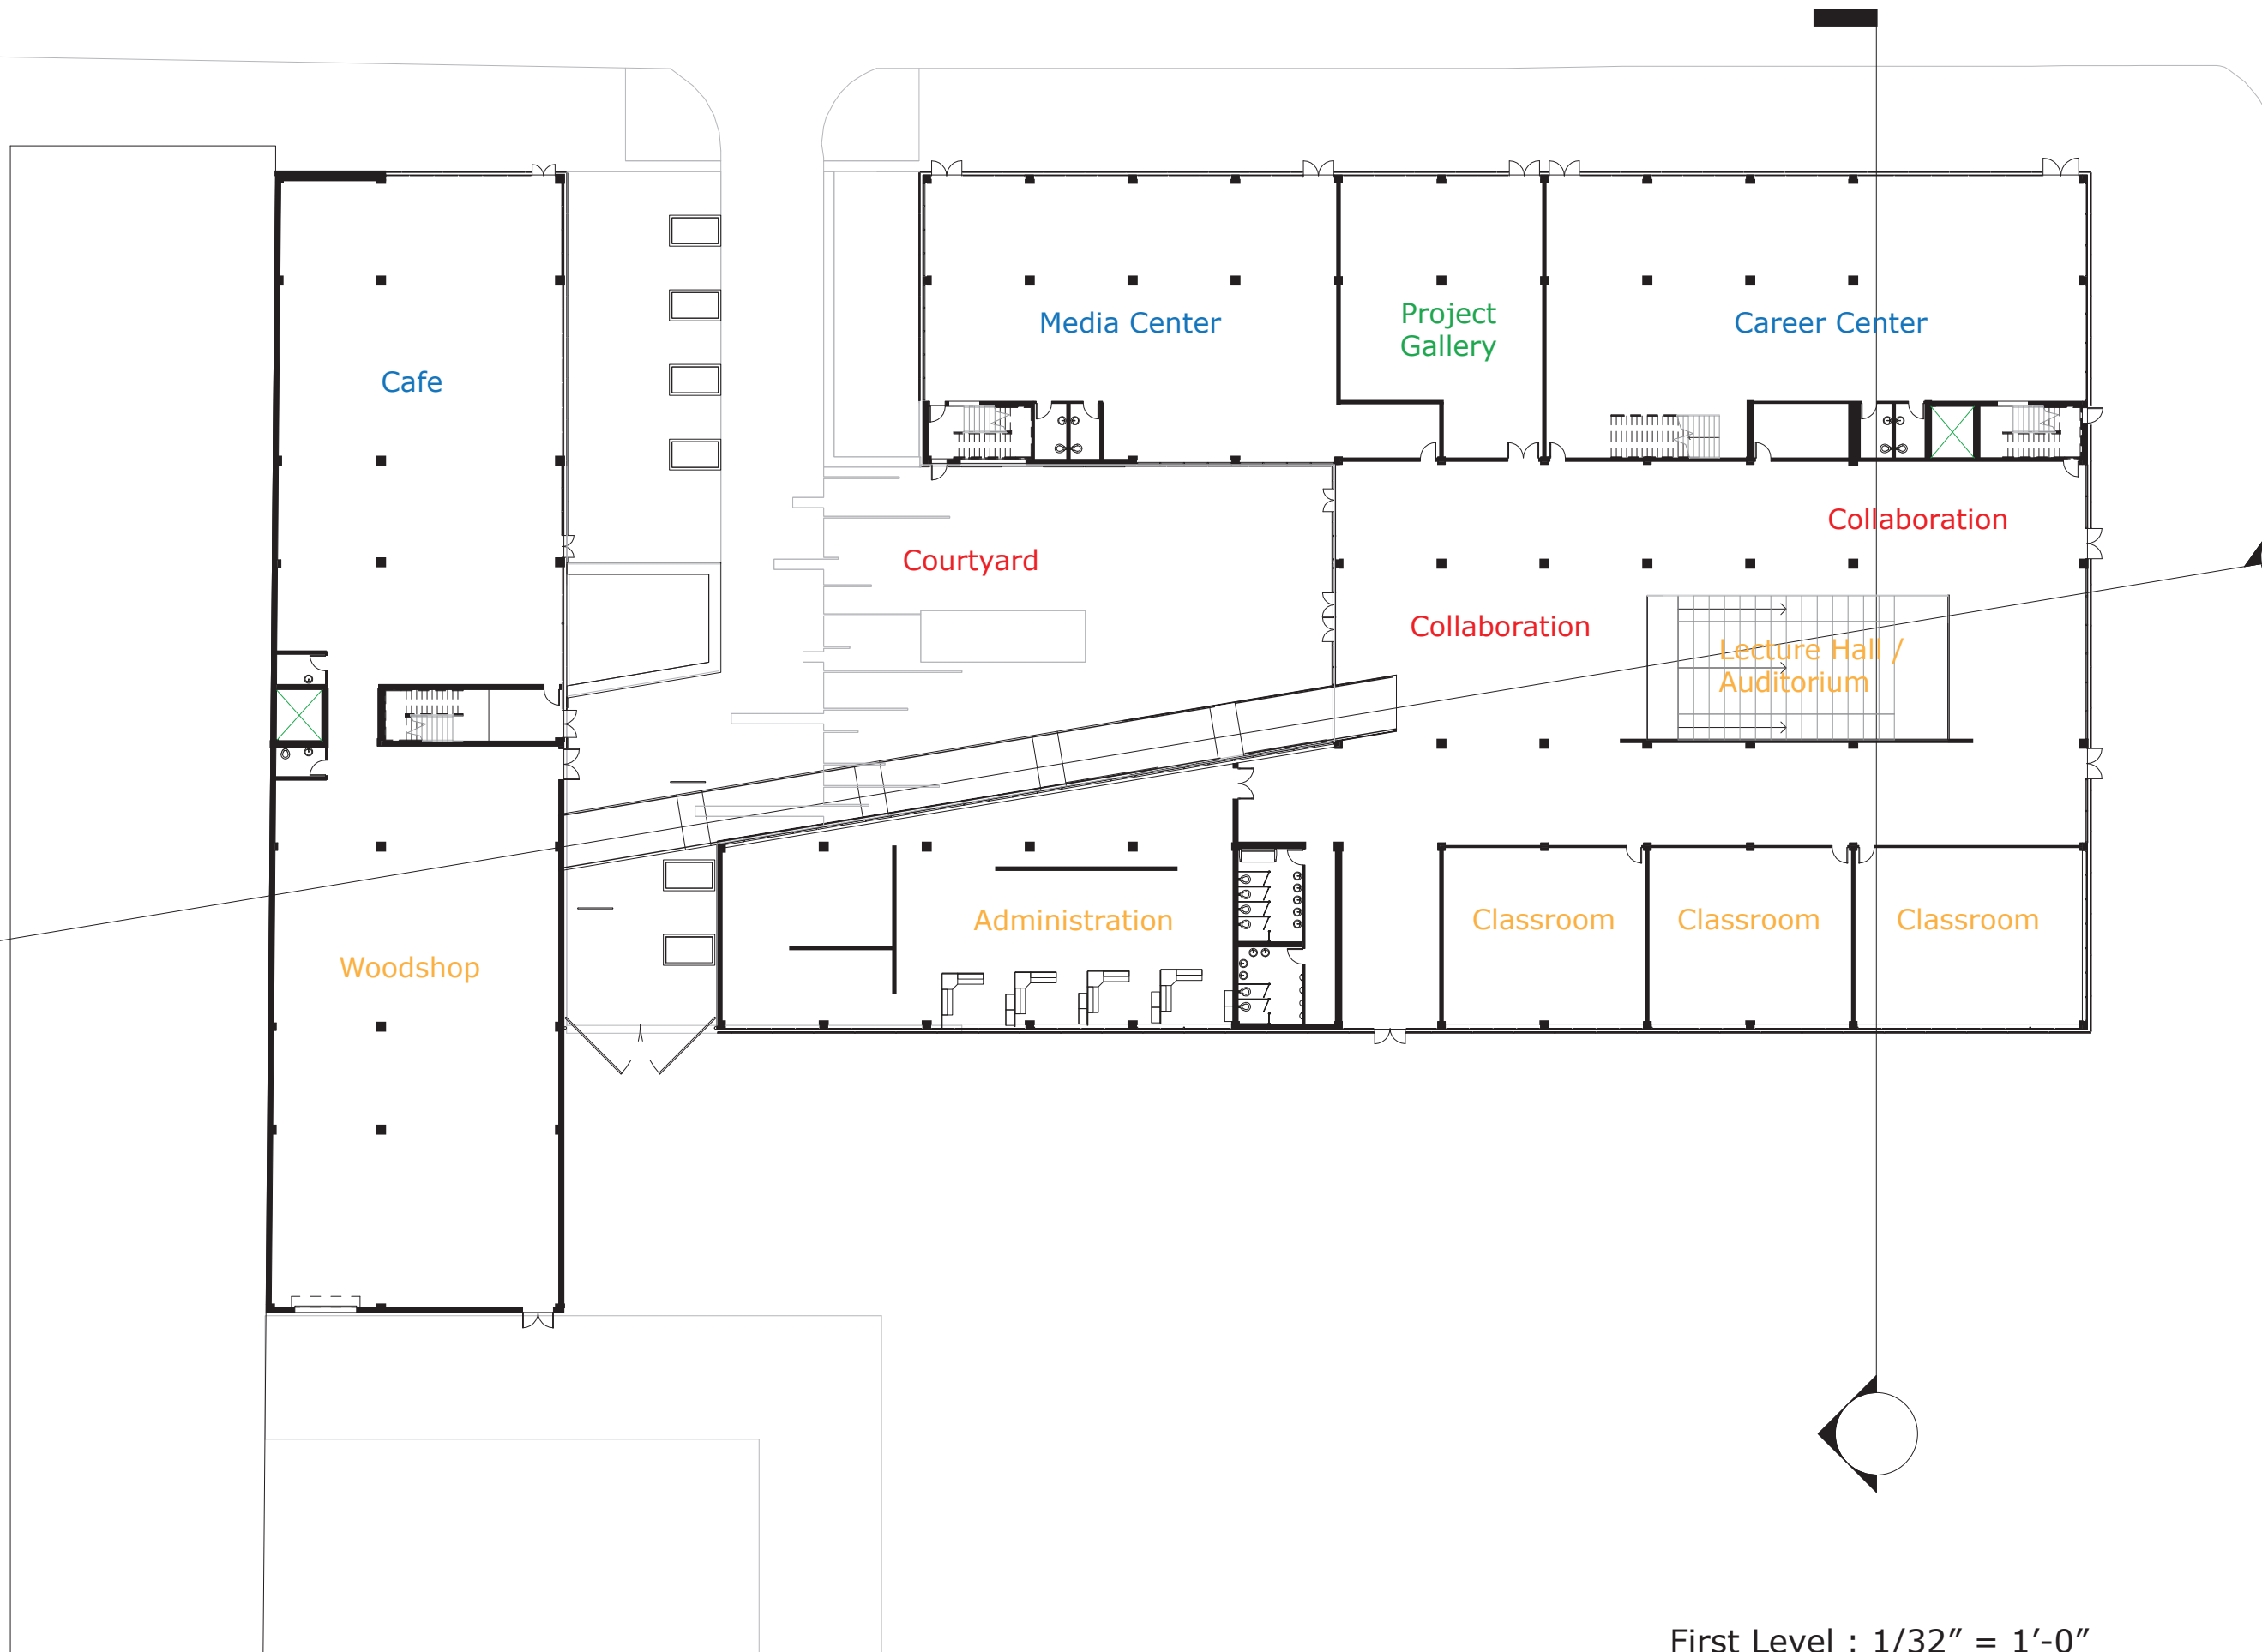 Media Center
Project
Gallery
Career Center
Cafe
Collaboration
Courtyard
Collaboration
Lecture Hall /
Auditorium
Administration
Classroom
Classroom
Classroom
Woodshop
First Level : 1/32” = 1’-0”